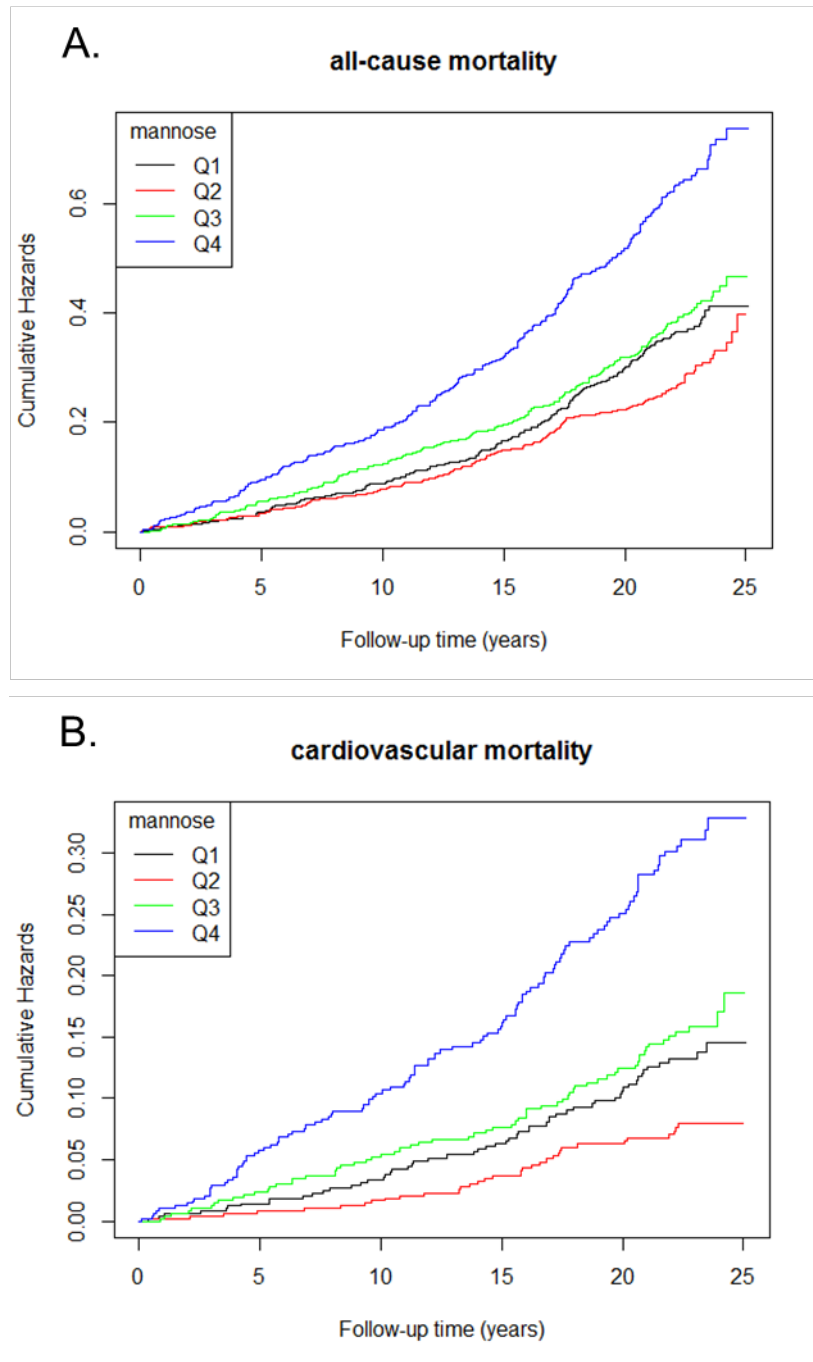 A.
all-cause mortality
mannose
Q1
Q2
Q3
Q4
Cumulative Hazards
0.0
0.2
0.4
0.6
0 5 10 15 20 25
Follow-up time (years)
B.
cardiovascular mortality
mannose
Q1
Q2
Q3
Q4
Cumulative Hazards
0.00
0.05
0.10
0.15
0.20
0.25
0.30
0 5 10 15 20 25
Follow-up time (years)